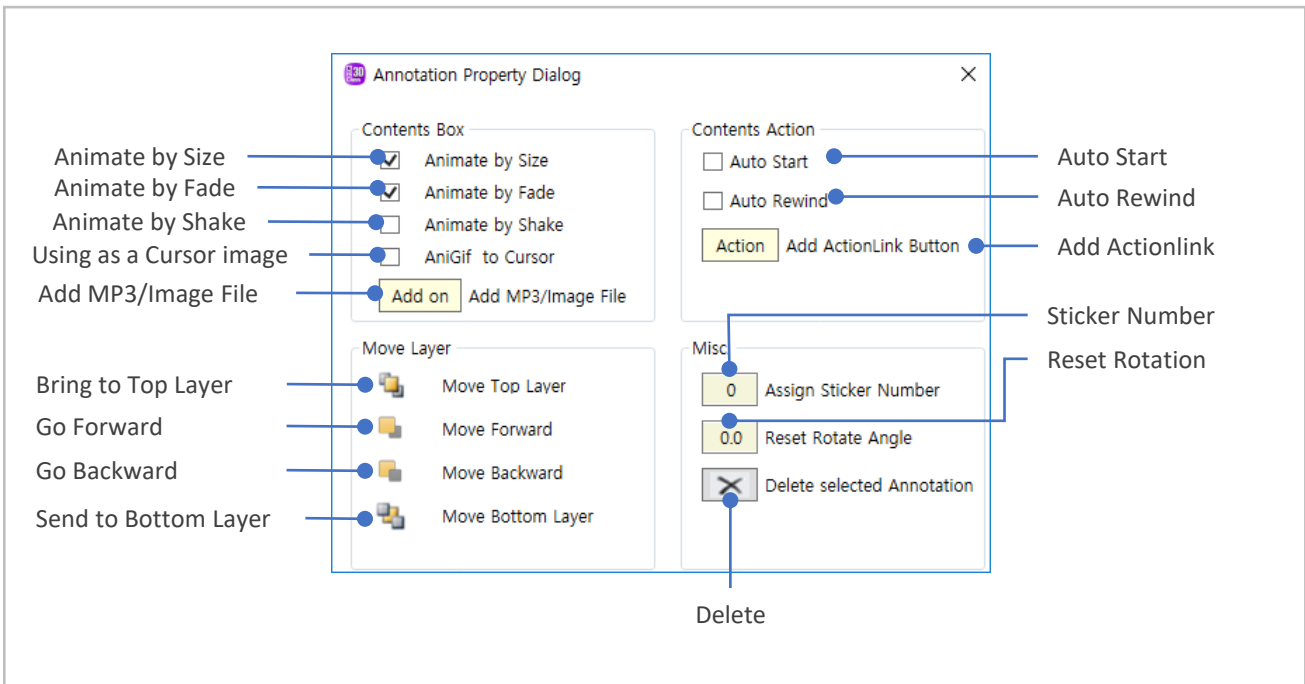 Annotation Property Dialog
Contents Box
Animate by Size
Animate by Size
Animate by Fade
Animate by Fade
Animate by Shake
Animate by Shake
Using as a Cursor image
AniGif to Cursor
Add MP3/Image File
Add on
Add MP3/Image File
Contents Action
Auto Start
Auto Start
Auto Rewind
Auto Rewind
Action
Add ActionLink Button
Add Actionlink
Move Layer
Bring to Top Layer
Move Top Layer
Go Forward
Move Forward
Go Backward
Move Backward
Send to Bottom Layer
Move Bottom Layer
Misc
Sticker Number
0
Assign Sticker Number
Reset Rotation
0.0
Reset Rotate Angle
Delete selected Annotation
Delete